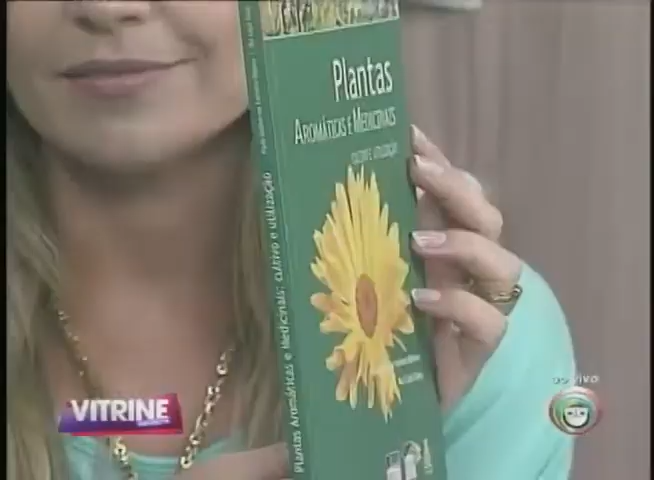 Plantas
AROMÁTICAS E MEDICINAIS
CULTIVO E UTILIZAÇÃO
Plantas Aromáticas e Medicinais: cultivo e utilização
VITRINE
AO VIVO